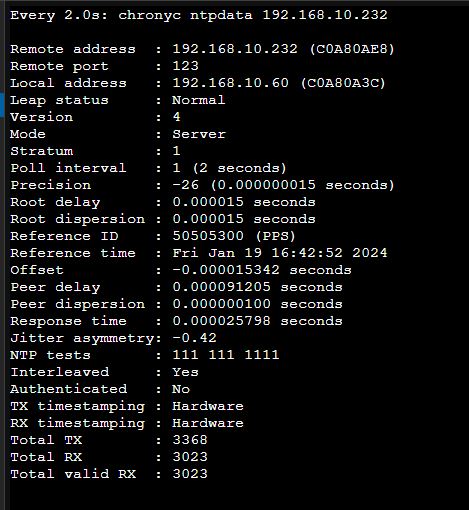 Every 2.0s: chronyc ntpdata 192.168.10.232
Remote address  : 192.168.10.232 (C0A80AE8)
Remote port     : 123
Local address   : 192.168.10.60 (C0A80A3C)
Leap status     : Normal
Version         : 4
Mode            : Server
Stratum         : 1
Poll interval   : 1 (2 seconds)
Precision       : -26 (0.000000015 seconds)
Root delay      : 0.000015 seconds
Root dispersion : 0.000015 seconds
Reference ID    : 50505300 (PPS)
Reference time  : Fri Jan 19 16:42:52 2024
Offset          : -0.000015342 seconds
Peer delay      : 0.000091205 seconds
Peer dispersion : 0.000000100 seconds
Response time   : 0.000025798 seconds
Jitter asymmetry: -0.42
NTP tests       : 111 111 1111
Interleaved     : Yes
Authenticated   : No
TX timestamping : Hardware
RX timestamping : Hardware
Total TX        : 3368
Total RX        : 3023
Total valid RX  : 3023